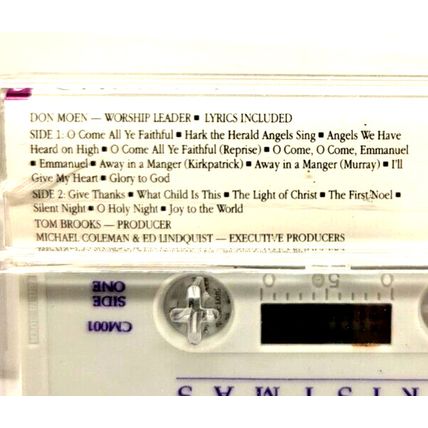 DON MOEN — WORSHIP LEADER ■ LYRICS INCLUDED
SIDE 1: O Come All Ye Faithful ■ Hark the Herald Angels Sing ■ Angels We Have
Heard on High ■ O Come All Ye Faithful (Reprise) ■ O Come, O Come, Emmanuel
■ Emmanuel ■ Away in a Manger (Kirkpatrick) ■ Away in a Manger (Murray) ■ I'll
Give My Heart ■ Glory to God
SIDE 2: Give Thanks ■ What Child Is This ■ The Light of Christ ■ The First Noel ■
Silent Night ■ O Holy Night ■ Joy to the World
TOM BROOKS — PRODUCER
MICHAEL COLEMAN & ED LINDQUIST — EXECUTIVE PRODUCERS
CM001
SIDE
ONE
0 50
RISTMAS